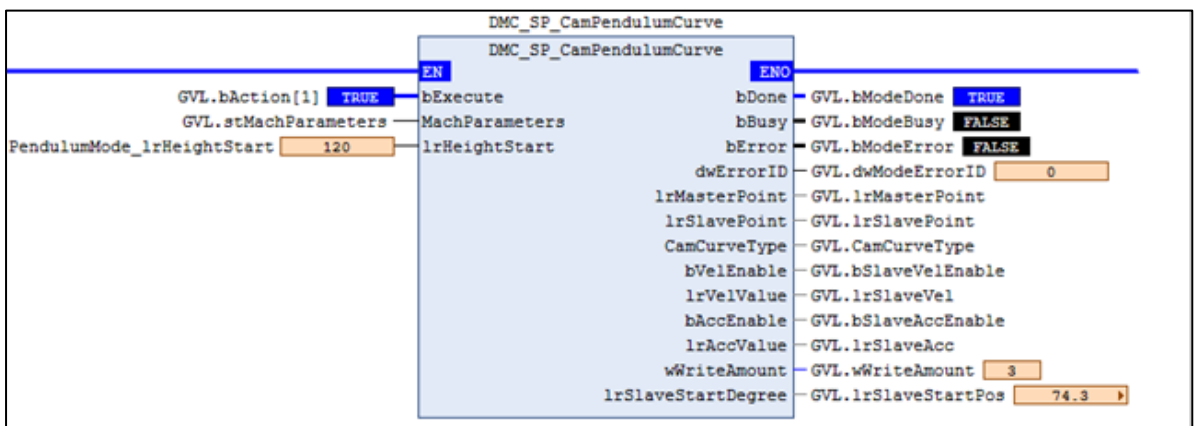 DMC_SP_CamPendulumCurve
DMC_SP_CamPendulumCurve
EN ENO
GVL.bAction[1] TRUE bExecute bDone GVL.bModeDone TRUE
GVL.stMachParameters MachParameters bBusy GVL.bModeBusy FALSE
PendulumMode_lrHeightStart 120 lrHeightStart bError GVL.bModeError FALSE
dwErrorID GVL.dwModeErrorID 0
lrMasterPoint GVL.lrMasterPoint
lrSlavePoint GVL.lrSlavePoint
CamCurveType GVL.CamCurveType
bVelEnable GVL.bSlaveVelEnable
lrVelValue GVL.lrSlaveVel
bAccEnable GVL.bSlaveAccEnable
lrAccValue GVL.lrSlaveAcc
wWriteAmount GVL.wWriteAmount 3
lrSlaveStartDegree GVL.lrSlaveStartPos 74.3